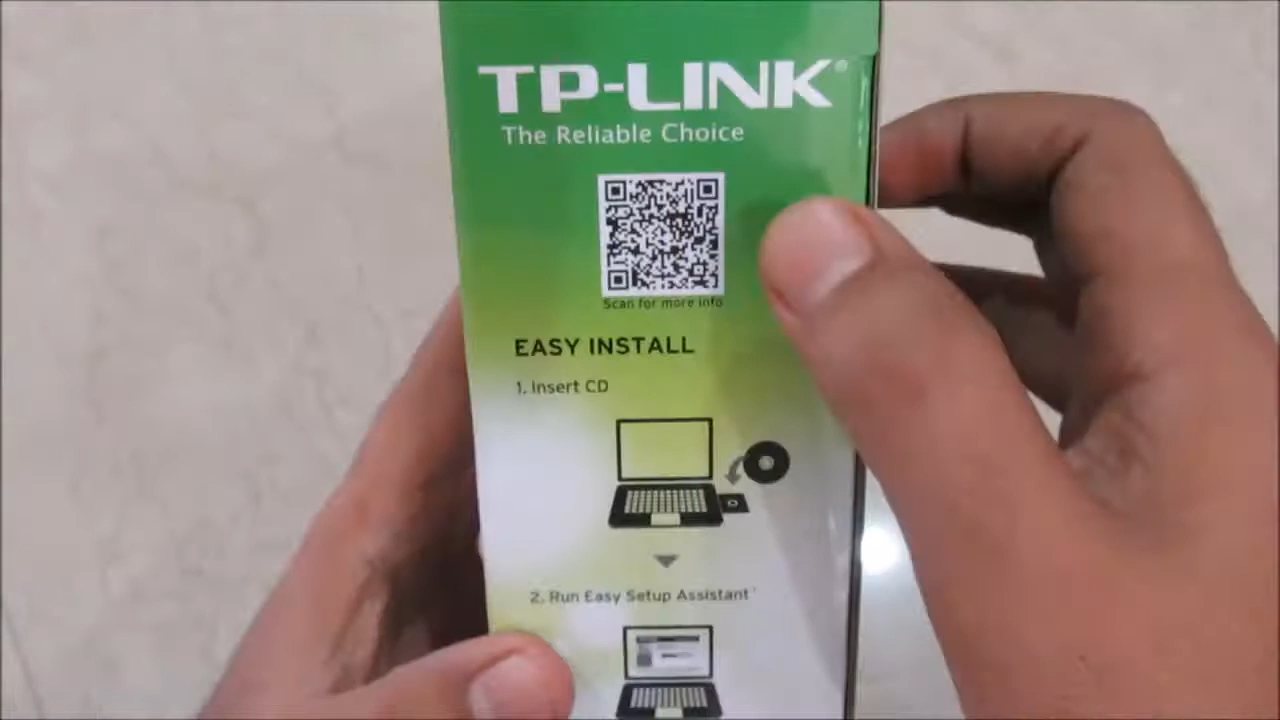 TP-LINK®
The Reliable Choice
Scan for more info
EASY INSTALL
1. Insert CD
2. Run Easy Setup Assistant